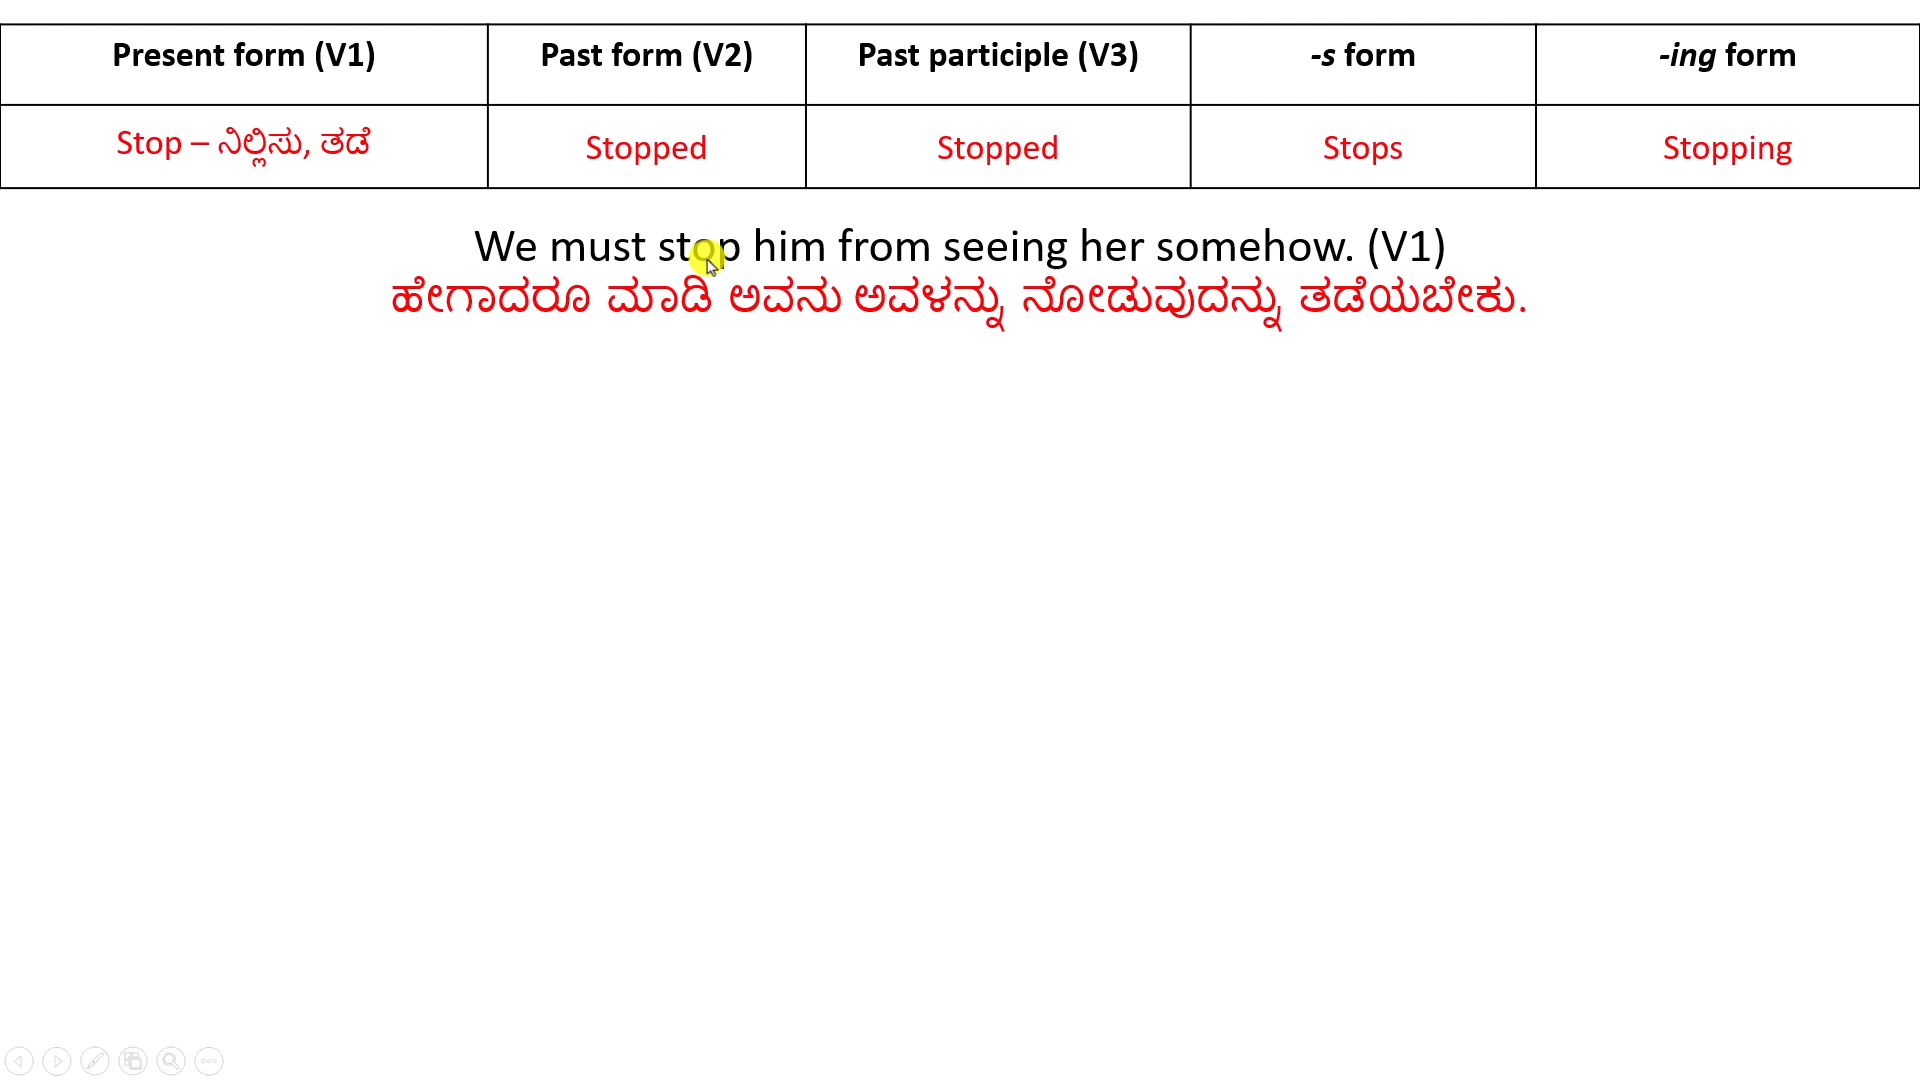 Present form (V1) Past form (V2) Past participle (V3) -s form -ing form
Stop – ನಿಲ್ಲಿಸು, ತಡೆ Stopped Stopped Stops Stopping
We must stop him from seeing her somehow. (V1)
ಹೇಗಾದರೂ ಮಾಡಿ ಅವನು ಅವಳನ್ನು ನೋಡುವುದನ್ನು ತಡೆಯಬೇಕು.